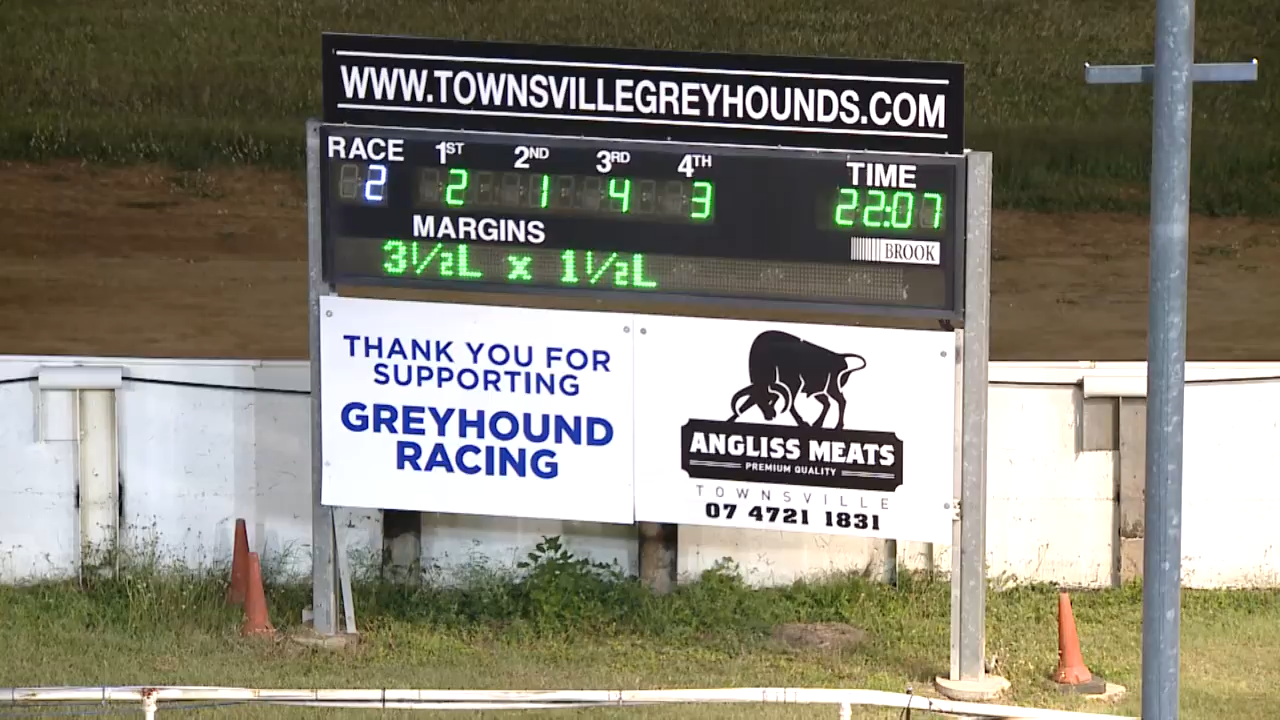 WWW.TOWNSVILLEGREYHOUNDS.COM
RACE 1ST 2ND 3RD 4TH TIME
2 2 1 4 3 22:07
MARGINS
BROOK
3½L x 1½L
THANK YOU FOR
SUPPORTING
GREYHOUND
RACING
ANGLISS MEATS
PREMIUM QUALITY
TOWNSVILLE
07 4721 1831